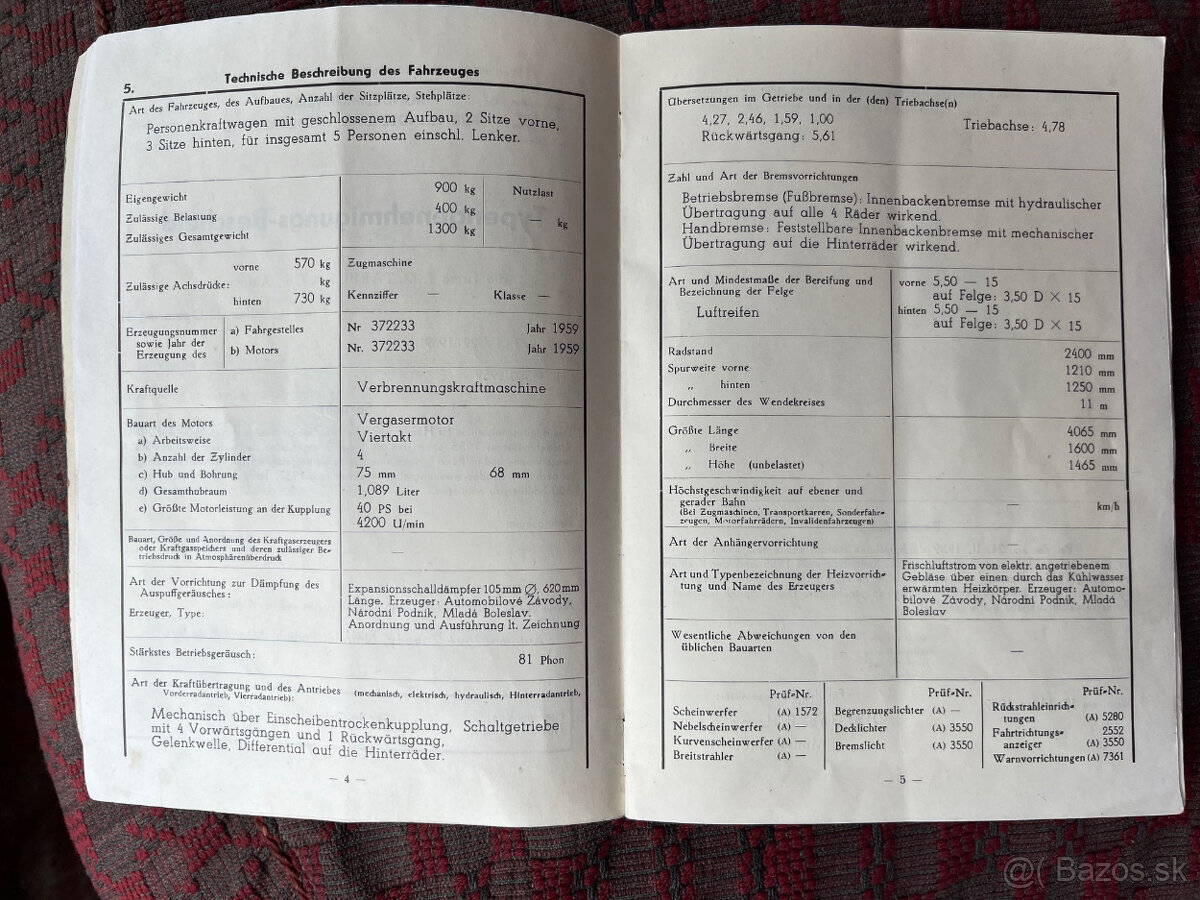 5.
Technische Beschreibung des Fahrzeuges
Art des Fahrzeuges, des Aufbaues, Anzahl der Sitzplätze, Stehplätze:
Personenkraftwagen mit geschlossenem Aufbau, 2 Sitze vorne,
3 Sitze hinten, für insgesamt 5 Personen einschl. Lenker.
Eigengewicht 900 kg Nutzlast
Zulässige Belastung 400 kg — kg
Zulässiges Gesamtgewicht 1300 kg
Zulässige Achsdrücke: vorne 570 kg
kg
hinten 730 kg
Zugmaschine
Kennziffer — Klasse —
Erzeugungsnummer
sowie Jahr der
Erzeugung des
a) Fahrgestelles Nr 372233 Jahr 1959
b) Motors Nr. 372233 Jahr 1959
Kraftquelle Verbrennungskraftmaschine
Bauart des Motors Vergasermotor
a) Arbeitsweise Viertakt
b) Anzahl der Zylinder 4
c) Hub und Bohrung 75 mm 68 mm
d) Gesamthubraum 1,089 Liter
e) Größte Motorleistung an der Kupplung 40 PS bei
4200 U/min
Bauart, Größe und Anordnung des Kraftgaserzeugers
oder Kraftgasspeichers und deren zulässiger Be-
triebsdruck in Atmosphärenüberdruck —
Art der Vorrichtung zur Dämpfung des
Auspuffgeräusches:
Erzeuger, Type:
Expansionsschalldämpfer 105 mm Ø, 620 mm
Länge. Erzeuger: Automobilové Závody,
Národní Podnik, Mladá Boleslav.
Anordnung und Ausführung lt. Zeichnung
Stärkstes Betriebsgeräusch: 81 Phon
Art der Kraftübertragung und des Antriebes (mechanisch, elektrisch, hydraulisch, Hinterradantrieb,
Vorderradantrieb, Vierradantrieb):
Mechanisch über Einscheibentrockenkupplung, Schaltgetriebe
mit 4 Vorwärtsgängen und 1 Rückwärtsgang,
Gelenkwelle, Differential auf die Hinterräder.
— 4 —
Übersetzungen im Getriebe und in der (den) Triebachse(n)
4,27, 2,46, 1,59, 1,00 Triebachse: 4,78
Rückwärtsgang: 5,61
Zahl und Art der Bremsvorrichtungen
Betriebsbremse (Fußbremse): Innenbackenbremse mit hydraulischer
Übertragung auf alle 4 Räder wirkend.
Handbremse: Feststellbare Innenbackenbremse mit mechanischer
Übertragung auf die Hinterräder wirkend.
Art und Mindestmaße der Bereifung und
Bezeichnung der Felge
Luftreifen
vorne 5,50 — 15
auf Felge: 3,50 D × 15
hinten 5,50 — 15
auf Felge: 3,50 D × 15
Radstand 2400 mm
Spurweite vorne 1210 mm
„ hinten 1250 mm
Durchmesser des Wendekreises 11 m
Größte Länge 4065 mm
„ Breite 1600 mm
„ Höhe (unbelastet) 1465 mm
Höchstgeschwindigkeit auf ebener und
gerader Bahn — km/h
(Bei Zugmaschinen, Transportkarren, Sonderfahr-
zeugen, Motorfahrrädern, Invalidenfahrzeugen)
Art der Anhängervorrichtung —
Art und Typenbezeichnung der Heizvorrich-
tung und Name des Erzeugers
Frischluftstrom von elektr. angetriebenem
Gebläse über einen durch das Kühlwasser
erwärmten Heizkörper. Erzeuger: Automo-
bilové Závody, Národní Podnik, Mladá
Boleslav
Wesentliche Abweichungen von den
üblichen Bauarten —
Prüf-Nr.
Scheinwerfer (A) 1572
Nebelscheinwerfer (A) —
Kurvenscheinwerfer (A) —
Breitstrahler (A) —
Prüf-Nr.
Begrenzungslichter (A) —
Decklichter (A) 3550
Bremslicht (A) 3550
Prüf-Nr.
Rückstrahleinrich-
tungen (A) 5280
Fahrtrichtungs- 2552
anzeiger (A) 3550
Warnvorrichtungen (A) 7361
— 5 —
@( Bazos.sk